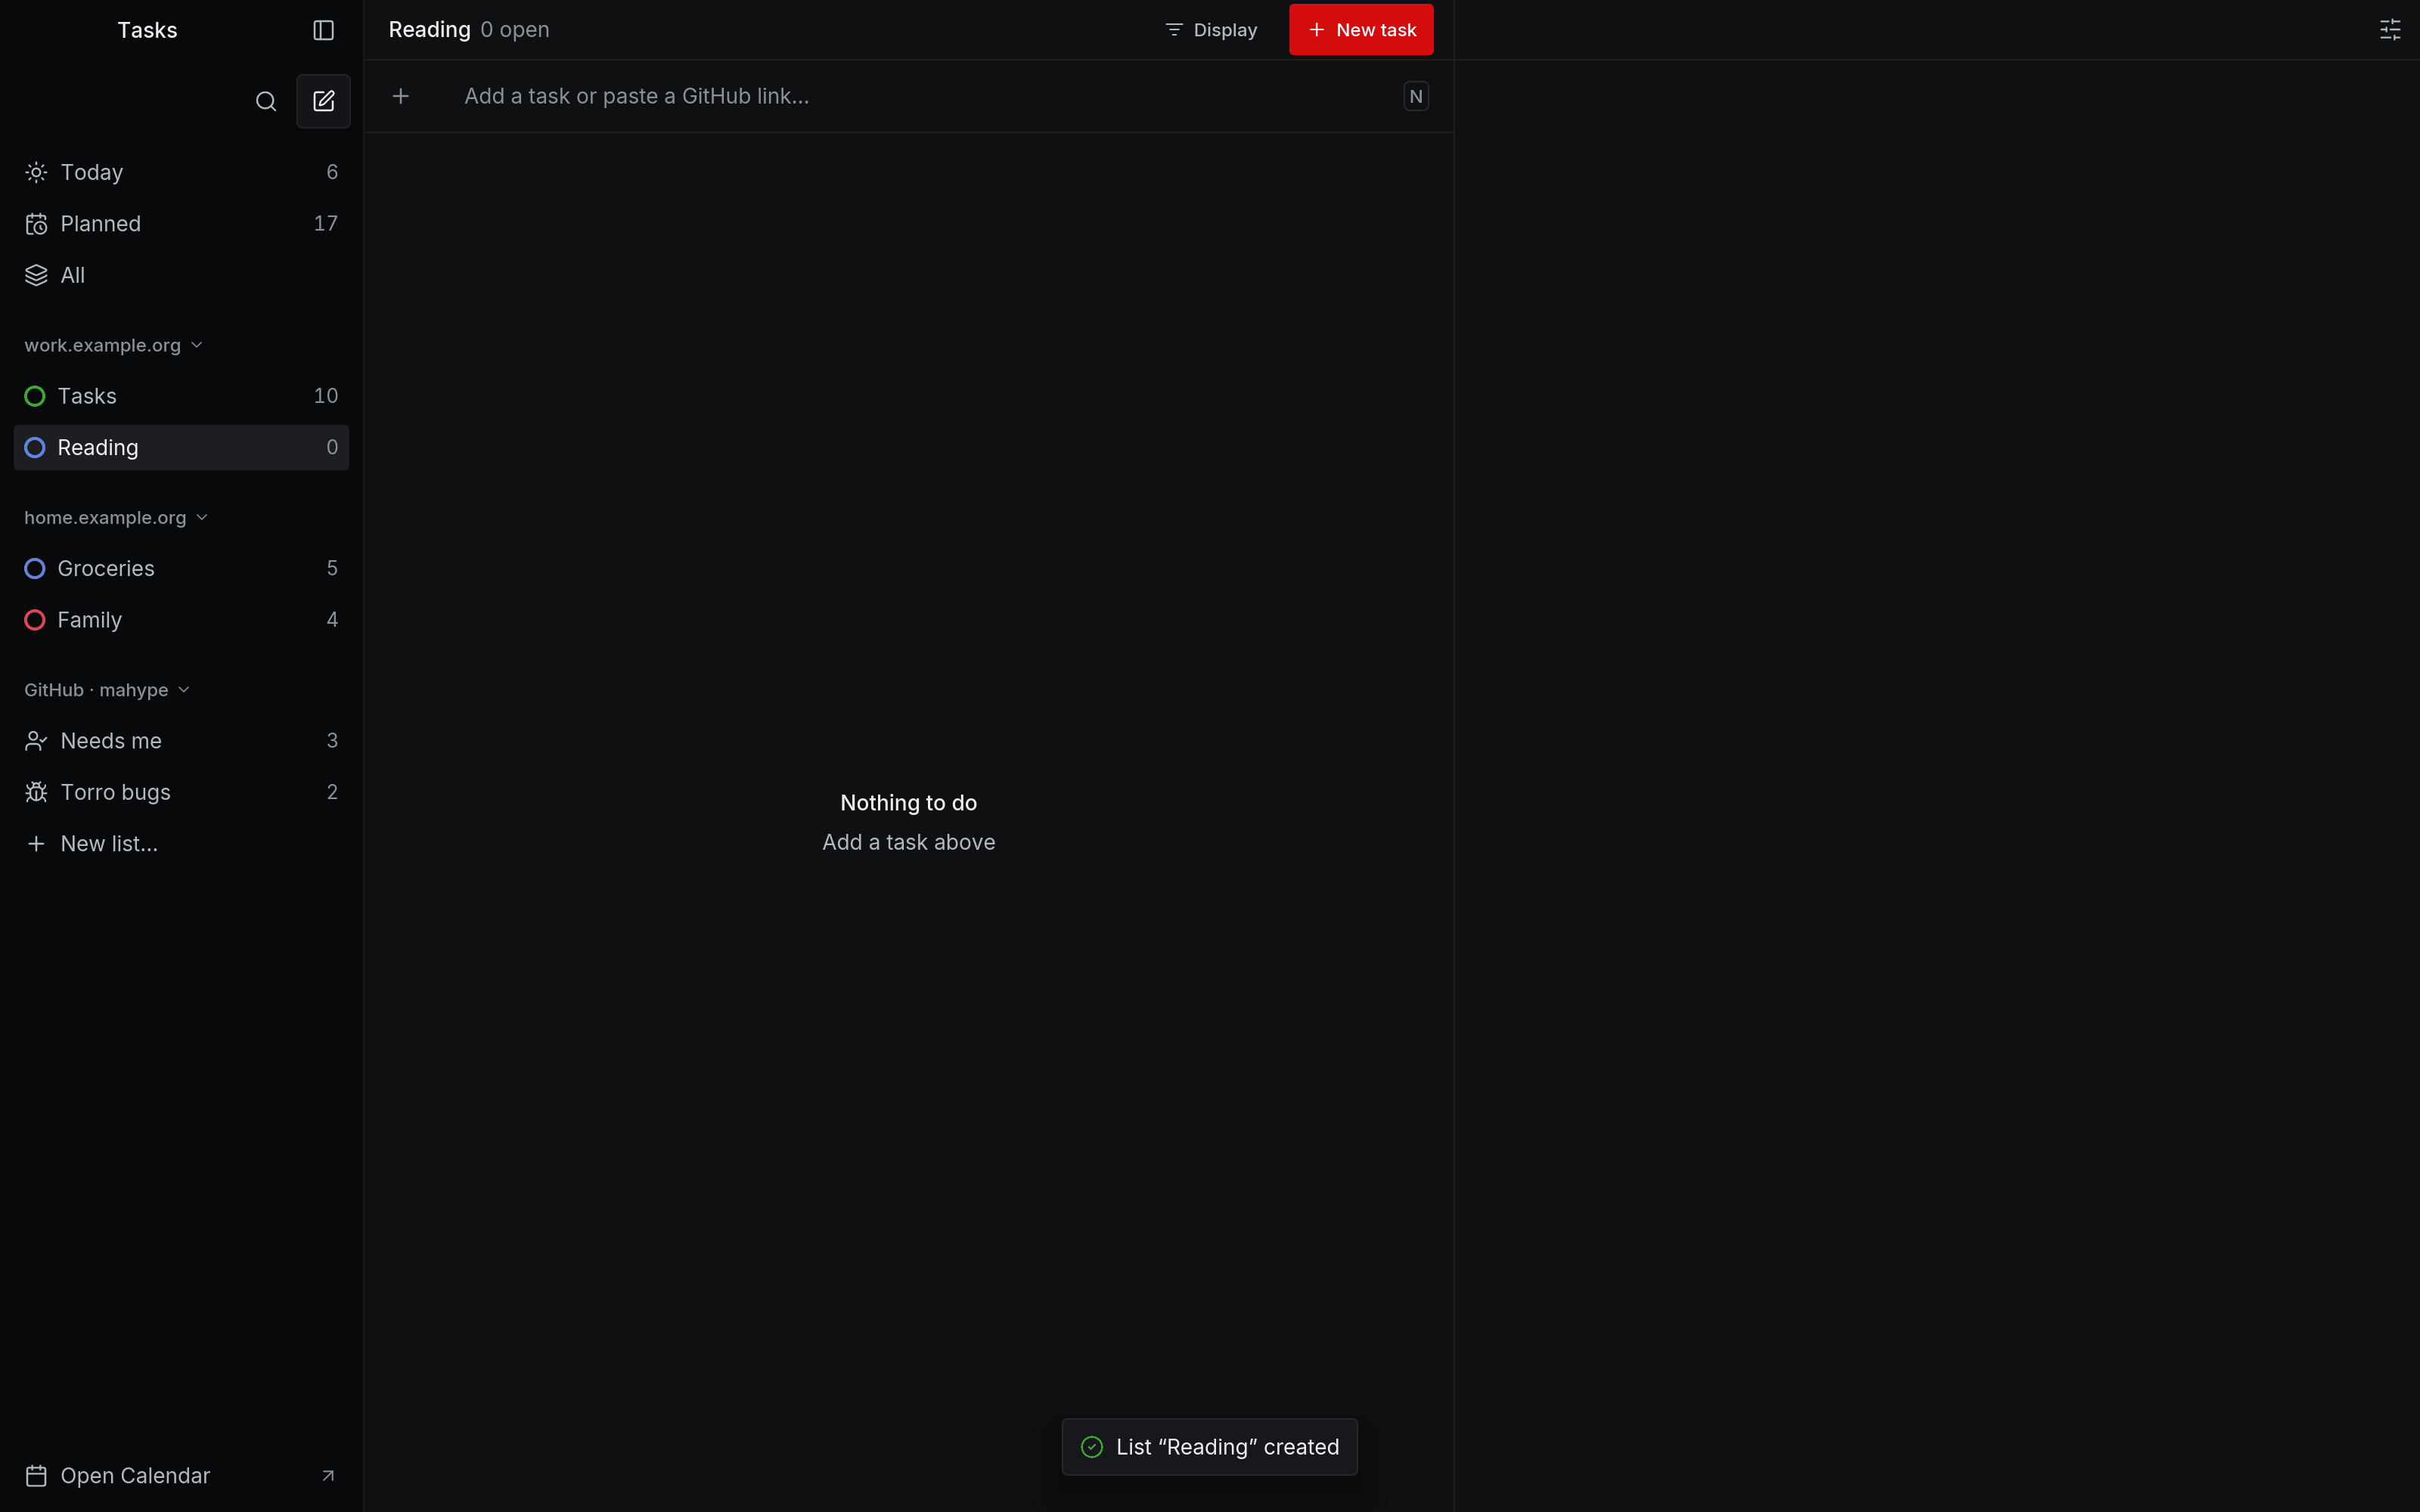 Tasks
Today 6
Planned 17
All
work.example.org
Tasks 10
Reading 0
home.example.org
Groceries 5
Family 4
GitHub · mahype
Needs me 3
Torro bugs 2
New list...
Open Calendar
Reading 0 open
Display
New task
Add a task or paste a GitHub link...
N
Nothing to do
Add a task above
List “Reading” created